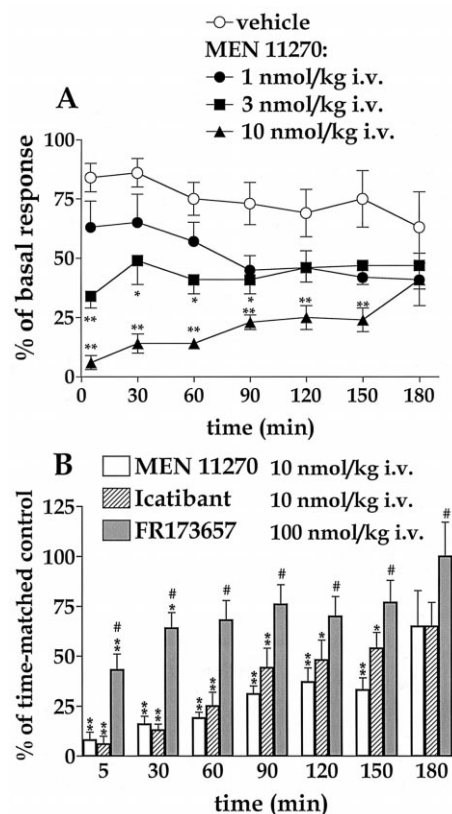 vehicle
MEN 11270:
1 nmol/kg i.v.
3 nmol/kg i.v.
10 nmol/kg i.v.
A
100
75
50
25
0
% of basal response
** * * *
** ** ** ** ** **
0 30 60 90 120 150 180
time (min)
B
MEN 11270 10 nmol/kg i.v.
Icatibant 10 nmol/kg i.v.
FR173657 100 nmol/kg i.v.
125
100
75
50
25
0
% of time-matched control
# # # # # # #
** ** ** ** ** * ** ** ** ** ** * ** *
5 30 60 90 120 150 180
time (min)